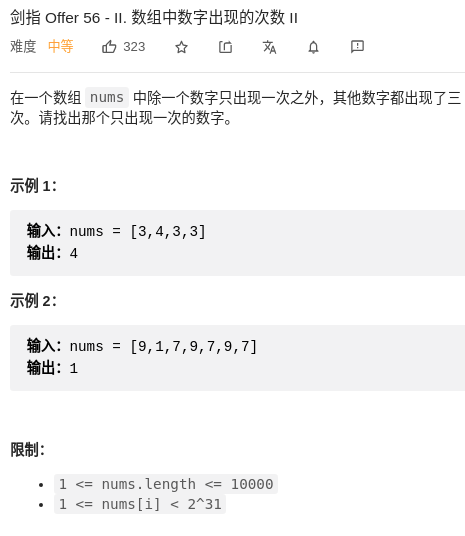 剑指 Offer 56 - II. 数组中数字出现的次数 II
难度 中等 323
在一个数组 nums 中除一个数字只出现一次之外，其他数字都出现了三
次。请找出那个只出现一次的数字。
示例 1：
输入：nums = [3,4,3,3]
输出：4
示例 2：
输入：nums = [9,1,7,9,7,9,7]
输出：1
限制：
• 1 <= nums.length <= 10000
• 1 <= nums[i] < 2^31